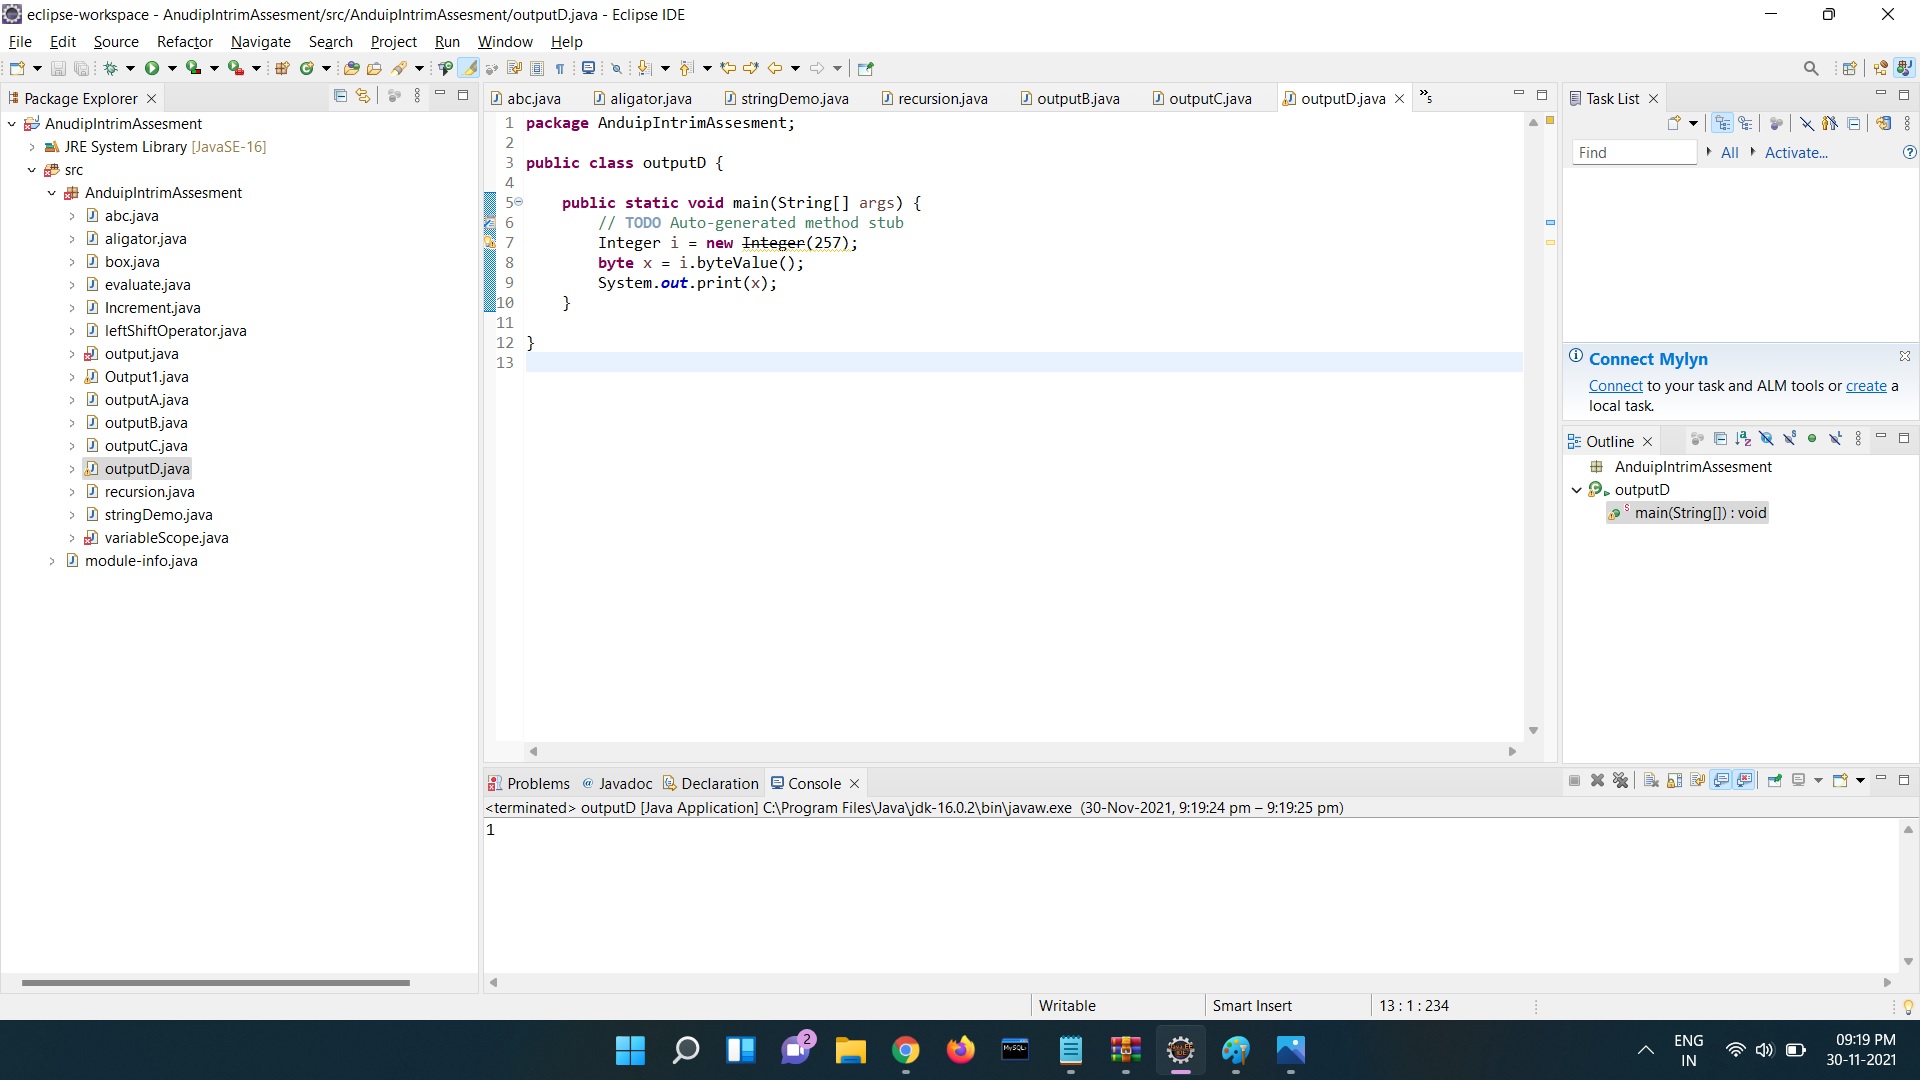 eclipse-workspace - AnudipIntrimAssesment/src/AnduipIntrimAssesment/outputD.java - Eclipse IDE
File Edit Source Refactor Navigate Search Project Run Window Help
Package Explorer
AnudipIntrimAssesment
JRE System Library [JavaSE-16]
src
AnduipIntrimAssesment
abc.java
aligator.java
box.java
evaluate.java
Increment.java
leftShiftOperator.java
output.java
Output1.java
outputA.java
outputB.java
outputC.java
outputD.java
recursion.java
stringDemo.java
variableScope.java
module-info.java
abc.java aligator.java stringDemo.java recursion.java outputB.java outputC.java outputD.java »5
1 package AnduipIntrimAssesment;
2
3 public class outputD {
4
5 public static void main(String[] args) {
6 // TODO Auto-generated method stub
7 Integer i = new Integer(257);
8 byte x = i.byteValue();
9 System.out.print(x);
10 }
11
12 }
13
Task List
Find All Activate...
Connect Mylyn
Connect to your task and ALM tools or create a
local task.
Outline
AnduipIntrimAssesment
outputD
main(String[]) : void
Problems Javadoc Declaration Console
<terminated> outputD [Java Application] C:\Program Files\Java\jdk-16.0.2\bin\javaw.exe (30-Nov-2021, 9:19:24 pm – 9:19:25 pm)
1
Writable Smart Insert 13 : 1 : 234
2
MySQL
ENG
IN
09:19 PM
30-11-2021